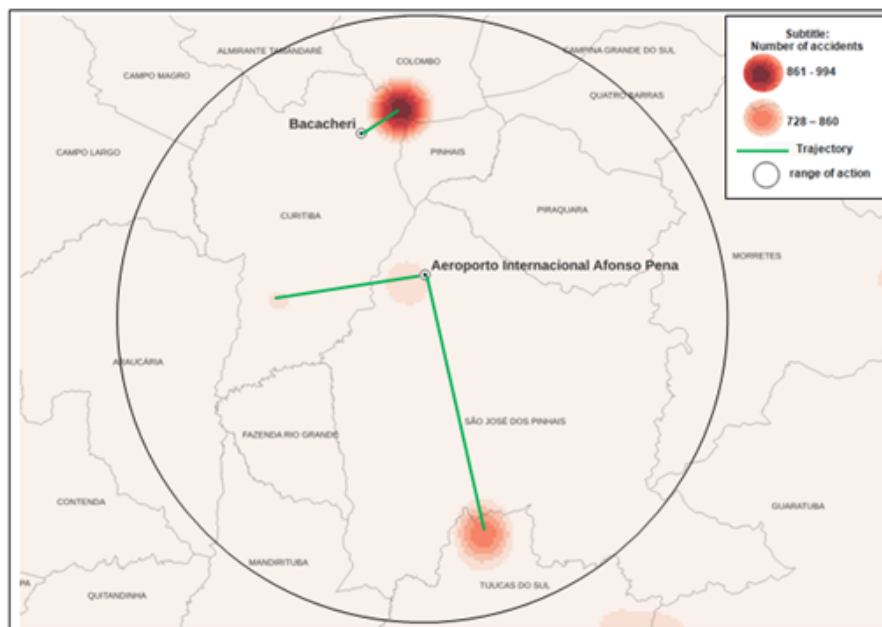 Subtitle:
Number of accidents
861 - 994
728 – 860
Trajectory
range of action
ALMIRANTE TAMANDARÉ
COLOMBO
CAMPINA GRANDE DO SUL
CAMPO MAGRO
QUATRO BARRAS
Bacacheri
CAMPO LARGO
PINHAIS
CURITIBA
PIRAQUARA
MORRETES
Aeroporto Internacional Afonso Pena
ARAUCÁRIA
SÃO JOSÉ DOS PINHAIS
FAZENDA RIO GRANDE
CONTENDA
GUARATUBA
MANDIRITUBA
PA
TIJUCAS DO SUL
QUITANDINHA